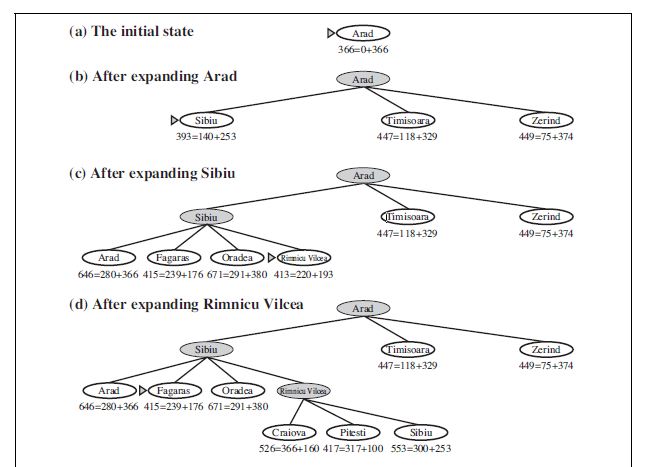 (a) The initial state
Arad
366=0+366
(b) After expanding Arad
Arad
Sibiu Timisoara Zerind
393=140+253 447=118+329 449=75+374
(c) After expanding Sibiu
Arad
Sibiu Timisoara Zerind
447=118+329 449=75+374
Arad Fagaras Oradea Rimnicu Vilcea
646=280+366 415=239+176 671=291+380 413=220+193
(d) After expanding Rimnicu Vilcea
Arad
Sibiu Timisoara Zerind
447=118+329 449=75+374
Arad Fagaras Oradea Rimnicu Vilcea
646=280+366 415=239+176 671=291+380
Craiova Pitesti Sibiu
526=366+160 417=317+100 553=300+253